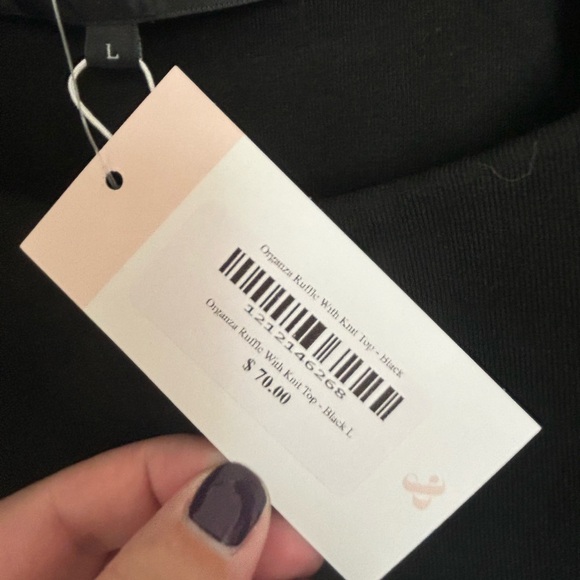 L
Organza Ruffle With Knit Top - Black
1212146268
Organza Ruffle With Knit Top - Black L
$ 70.00